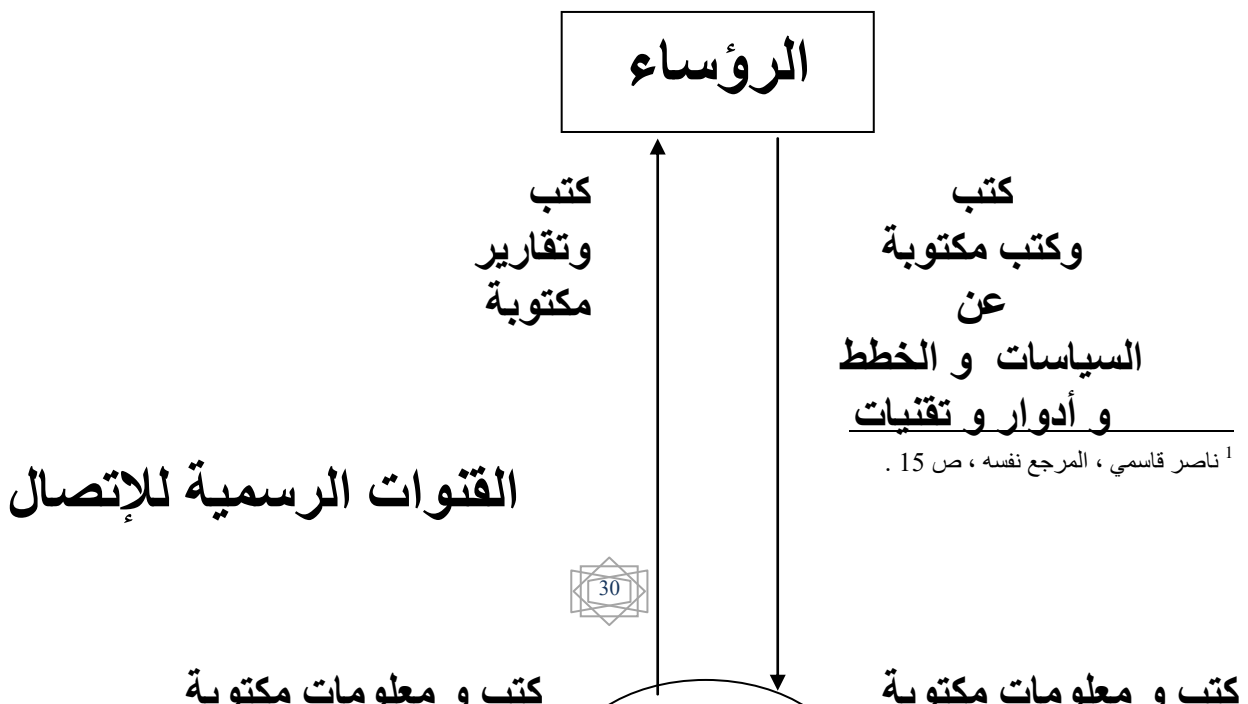 الرؤساء
كتب
وكتب مكتوبة
عن
السياسات و الخطط
و أدوار و تقنيات
كتب
وتقارير
مكتوبة
1 ناصر قاسمي ، المرجع نفسه ، ص 15 .
القنوات الرسمية للإتصال
30
كتب و معلومات مكتوبة
كتب و معلومات مكتوبة